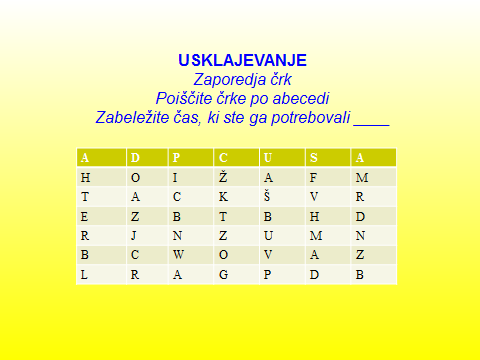 USKLAJEVANJE
Zaporedja črk
Poiščite črke po abecedi
Zabeležite čas, ki ste ga potrebovali ____
A D P C U S A
H O I Ž A F M
T A C K Š V R
E Z B T B H D
R J N Z U M N
B C W O V A Z
L R A G P D B